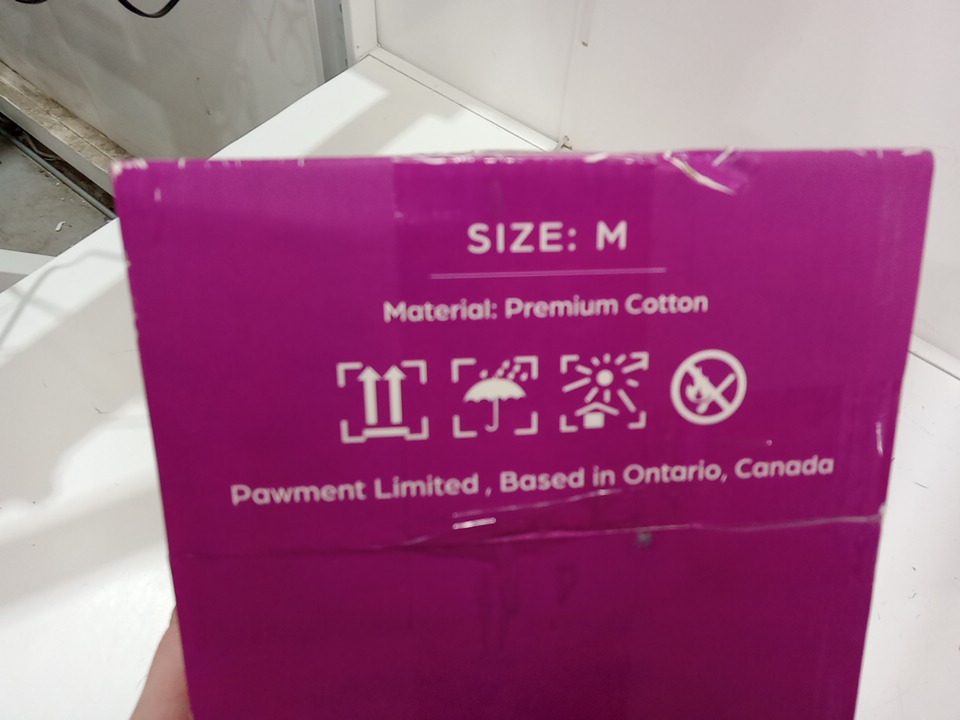 SIZE: M
Material: Premium Cotton
Pawment Limited , Based in Ontario, Canada